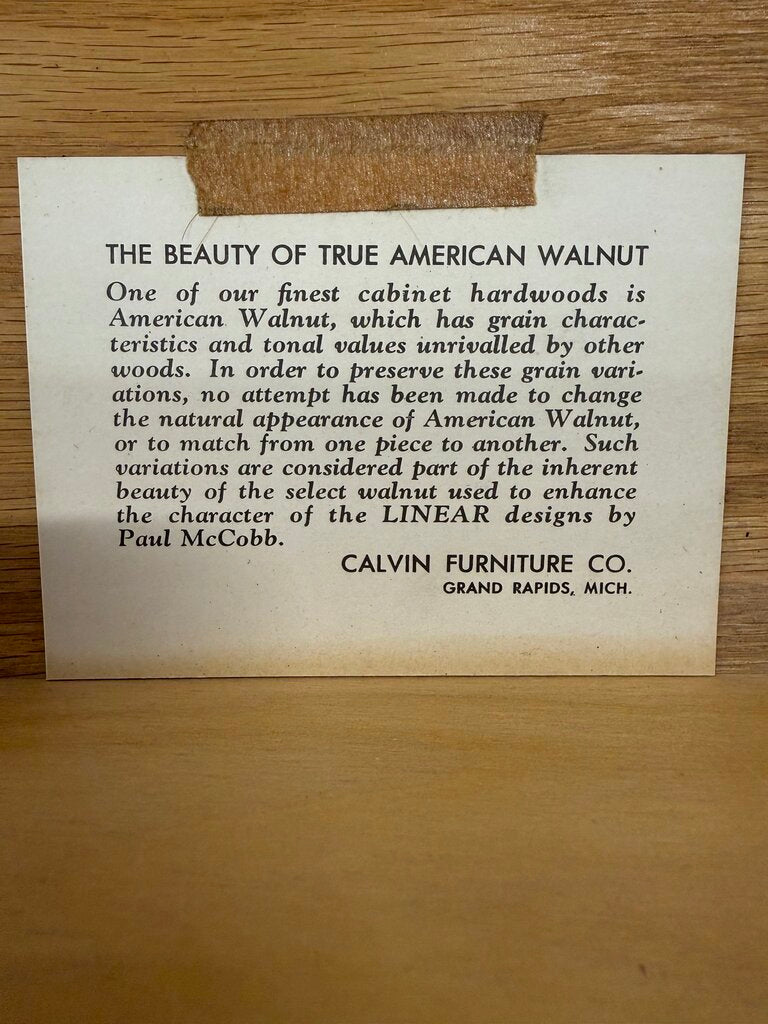 THE BEAUTY OF TRUE AMERICAN WALNUT
One of our finest cabinet hardwoods is
American Walnut, which has grain charac-
teristics and tonal values unrivalled by other
woods. In order to preserve these grain vari-
ations, no attempt has been made to change
the natural appearance of American Walnut,
or to match from one piece to another. Such
variations are considered part of the inherent
beauty of the select walnut used to enhance
the character of the LINEAR designs by
Paul McCobb.
CALVIN FURNITURE CO.
GRAND RAPIDS, MICH.